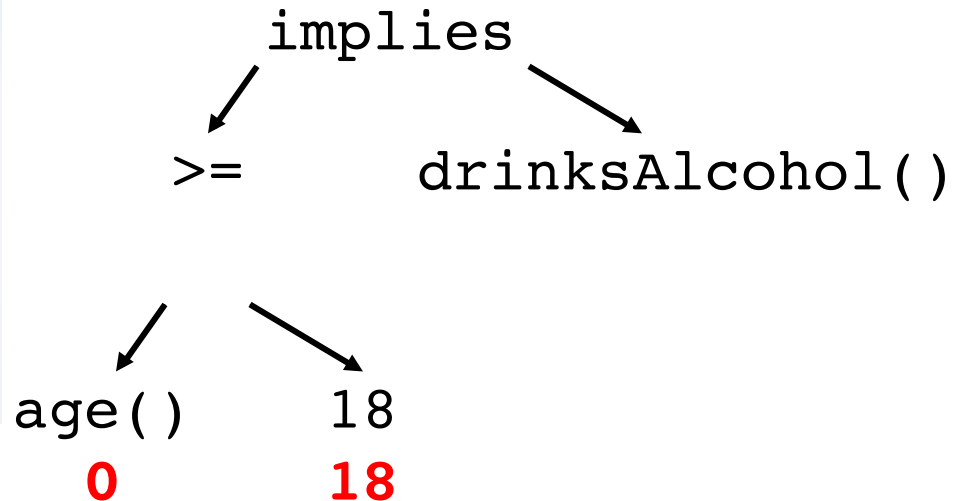 implies
>= drinksAlcohol()
age() 18
0 18